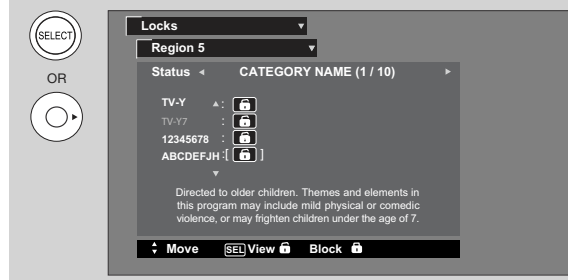 SELECT
OR
Locks
Region 5
Status CATEGORY NAME (1 / 10)
TV-Y :
TV-Y7 :
12345678 :
ABCDEFJH :[ ]
Directed to older children. Themes and elements in
this program may include mild physical or comedic
violence, or may frighten children under the age of 7.
Move SEL View Block